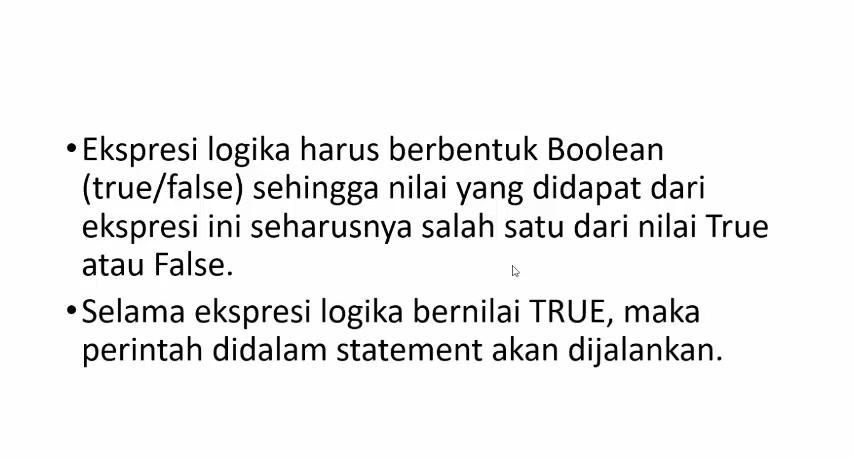 •Ekspresi logika harus berbentuk Boolean
(true/false) sehingga nilai yang didapat dari
ekspresi ini seharusnya salah satu dari nilai True
atau False.
•Selama ekspresi logika bernilai TRUE, maka
perintah didalam statement akan dijalankan.